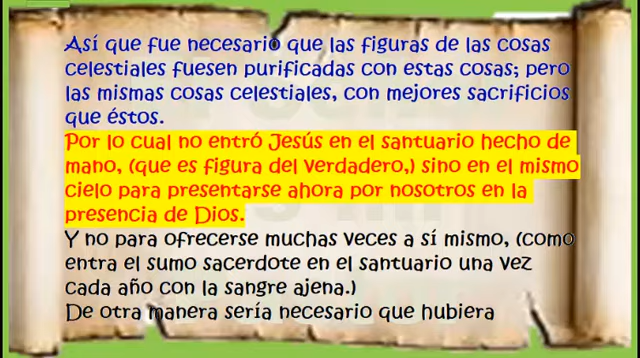 Así que fue necesario que las figuras de las cosas
celestiales fuesen purificadas con estas cosas; pero
las mismas cosas celestiales, con mejores sacrificios
que éstos.
Por lo cual no entró Jesús en el santuario hecho de
mano, (que es figura del verdadero,) sino en el mismo
cielo para presentarse ahora por nosotros en la
presencia de Dios.
Y no para ofrecerse muchas veces a sí mismo, (como
entra el sumo sacerdote en el santuario una vez
cada año con la sangre ajena.)
De otra manera sería necesario que hubiera